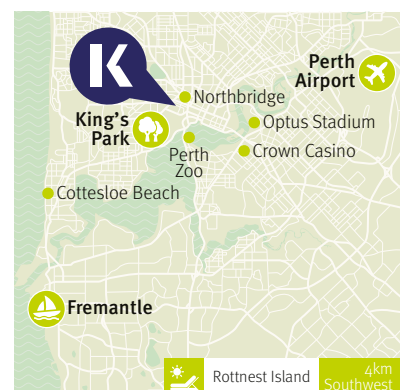 K
Perth
Airport
Northbridge
King's
Park
Optus Stadium
Perth
Zoo
Crown Casino
Cottesloe Beach
Fremantle
Rottnest Island
4km
Southwest